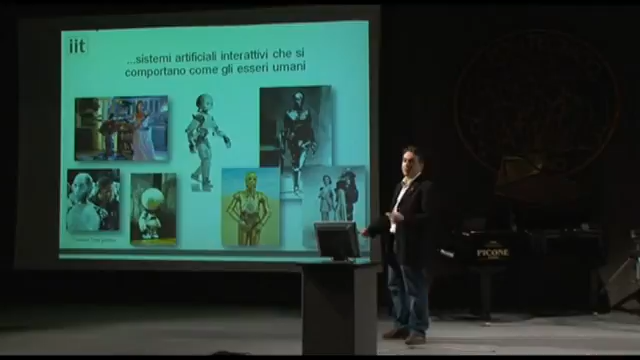 iit
...sistemi artificiali interattivi che si
comportano come gli esseri umani
PICONE